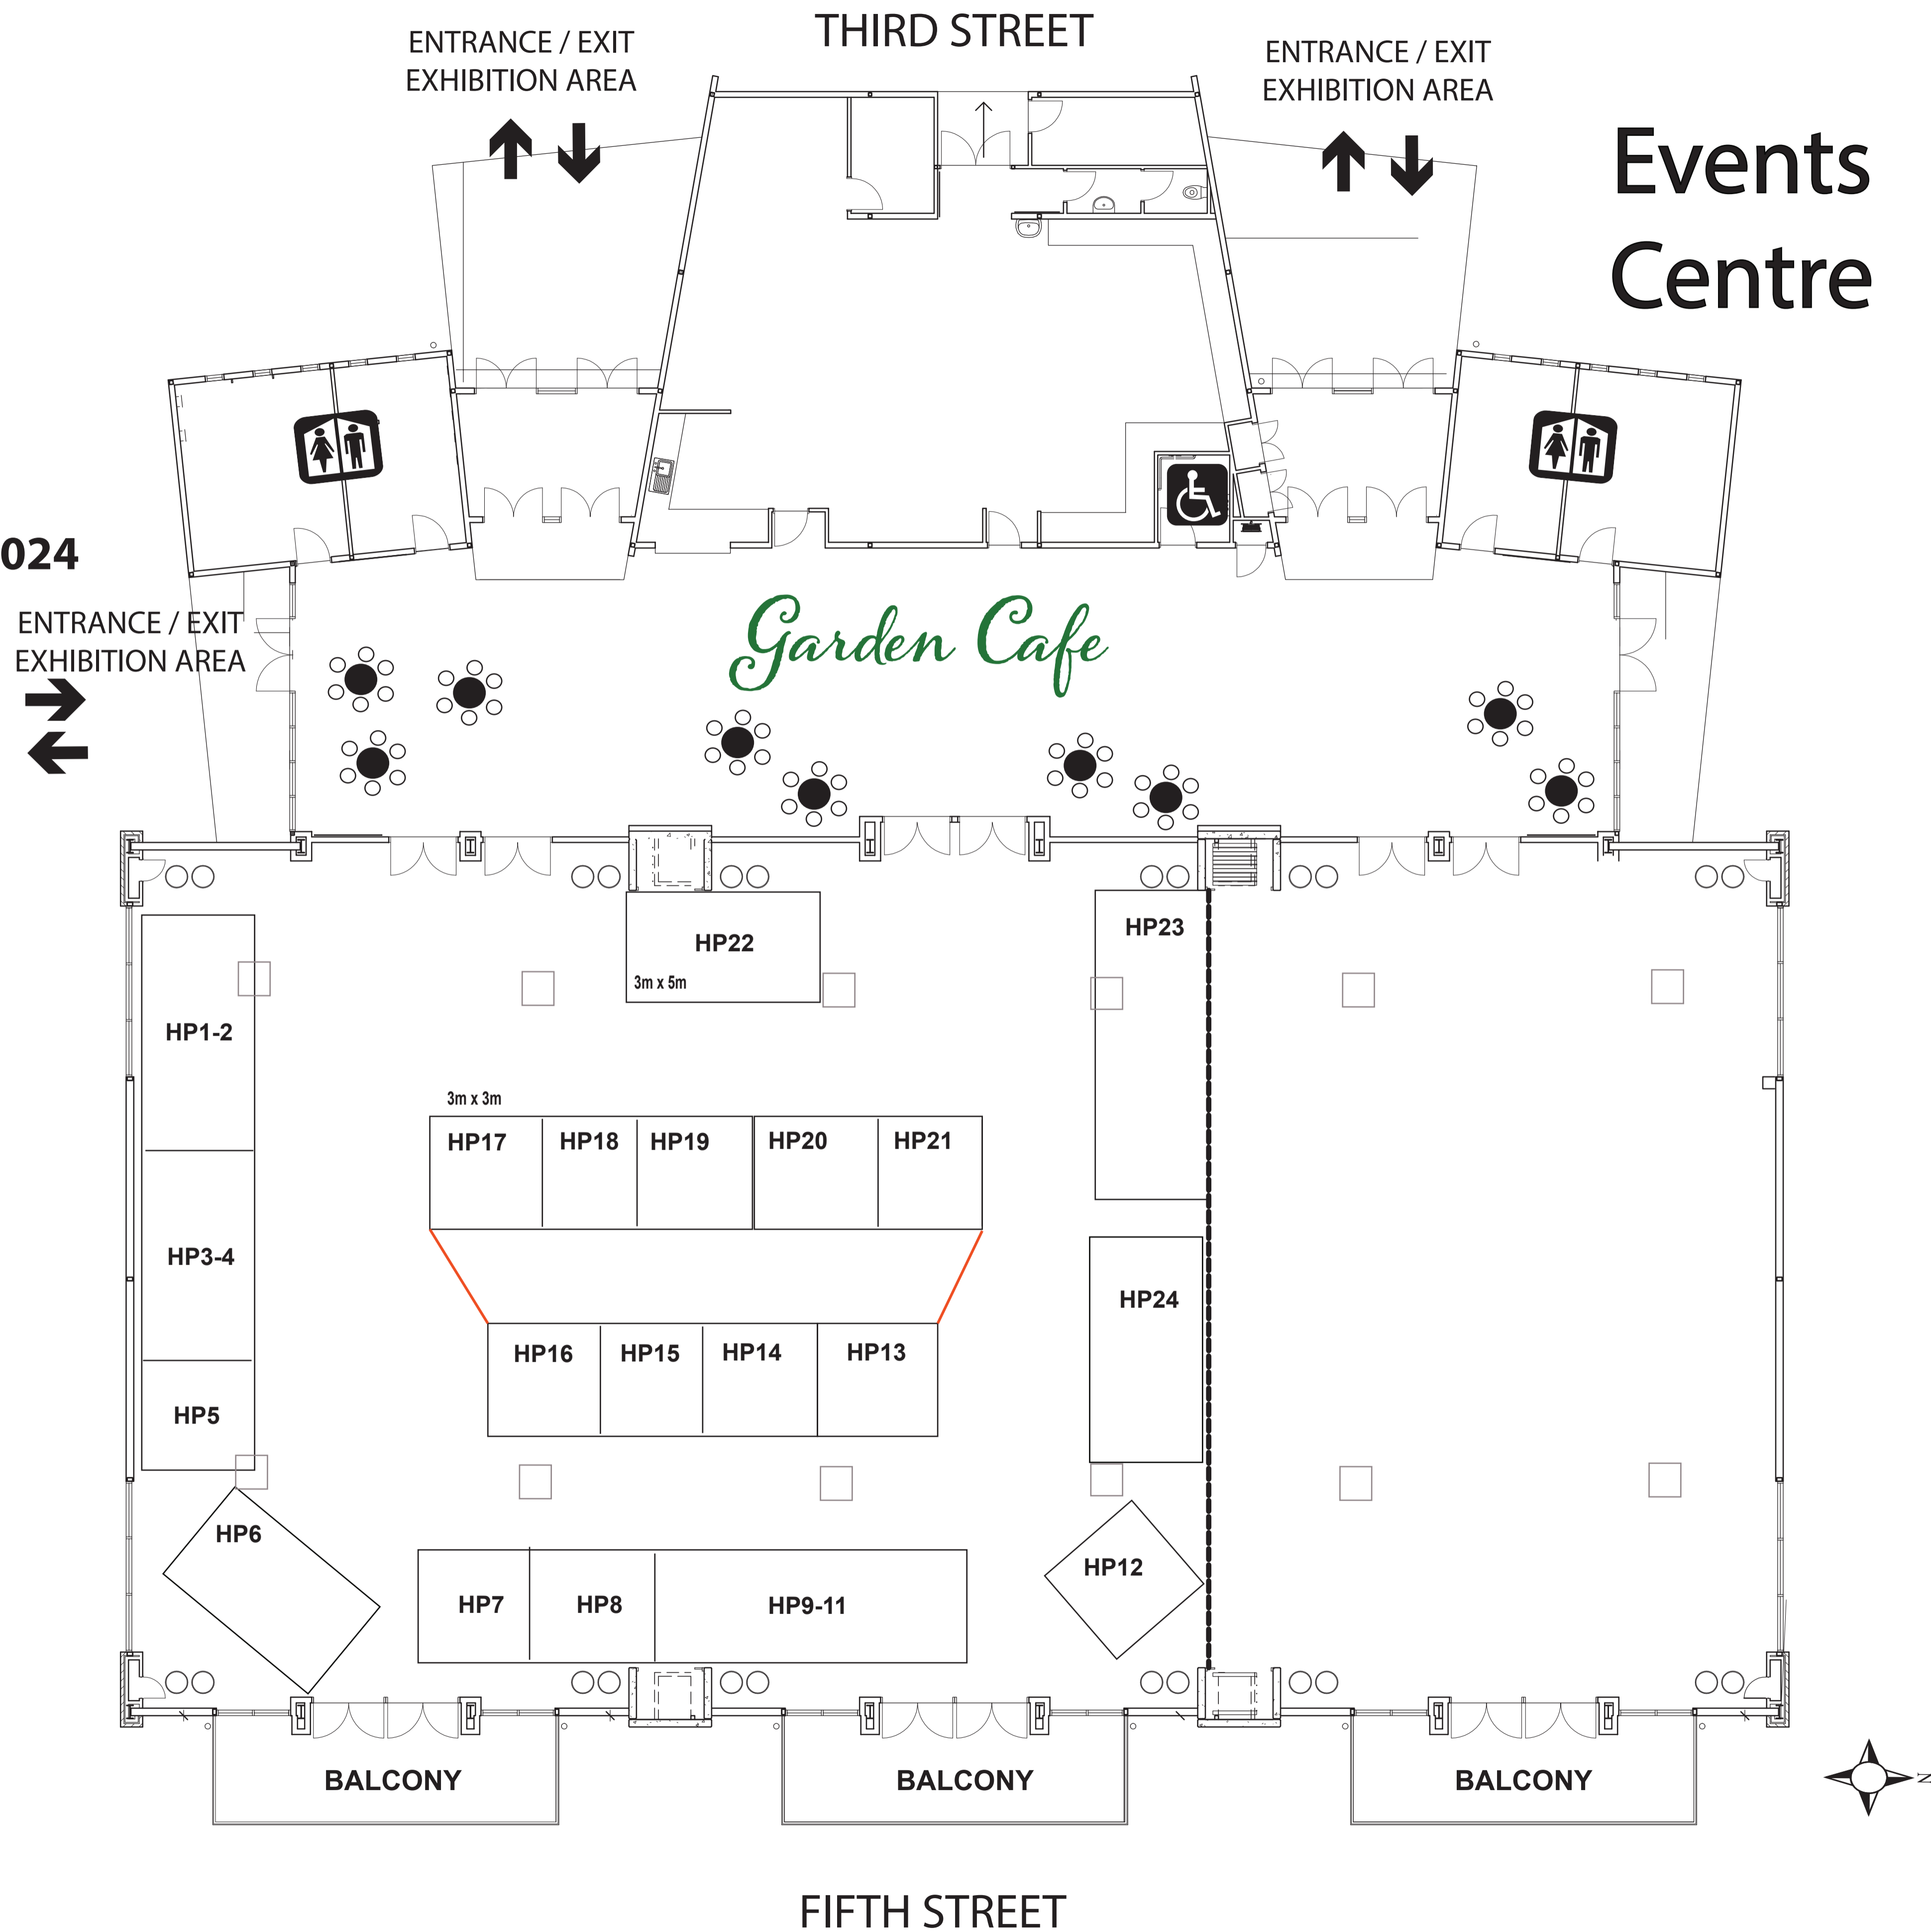 THIRD STREET
ENTRANCE / EXIT
EXHIBITION AREA
ENTRANCE / EXIT
EXHIBITION AREA
Events
Centre
024
ENTRANCE / EXIT
EXHIBITION AREA
Garden Cafe
HP22
3m x 5m
HP23
HP1-2
3m x 3m
HP17 HP18 HP19 HP20 HP21
HP3-4
HP24
HP16 HP15 HP14 HP13
HP5
HP6
HP12
HP7 HP8 HP9-11
BALCONY BALCONY BALCONY
N
FIFTH STREET